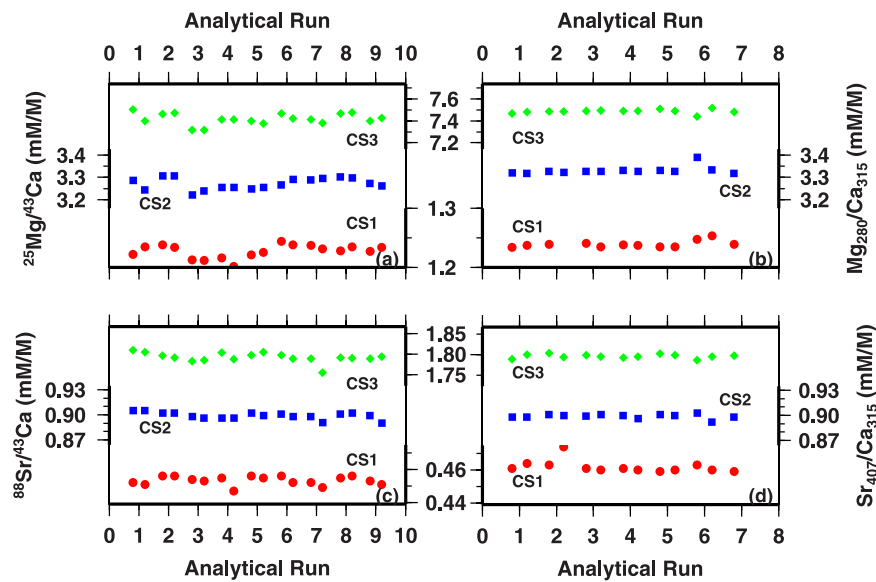 Analytical Run
Analytical Run
0 1 2 3 4 5 6 7 8 9 10
0 1 2 3 4 5 6 7 8
25Mg/43Ca (mM/M)
3.4
3.3
3.2
CS3
CS2
CS1
(a)
7.6
7.4
7.2
1.3
1.2
CS3
CS2
CS1
(b)
3.4
3.3
3.2
Mg280/Ca315 (mM/M)
88Sr/43Ca (mM/M)
0.93
0.90
0.87
CS3
CS2
CS1
(c)
1.85
1.80
1.75
0.46
0.44
CS3
CS2
CS1
(d)
0.93
0.90
0.87
Sr407/Ca315 (mM/M)
0 1 2 3 4 5 6 7 8 9 10
0 1 2 3 4 5 6 7 8
Analytical Run
Analytical Run